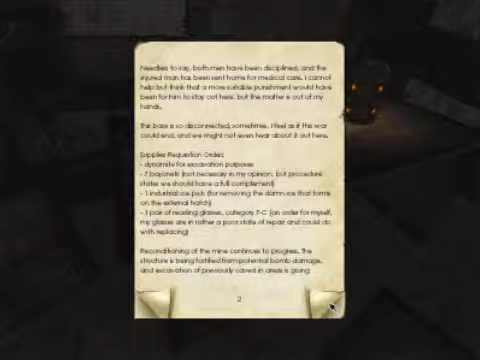 Needless to say, both men have been disciplined, and the
injured man has been sent home for medical care. I cannot
help but think that a more suitable punishment would have
been for him to stay out here, but the matter is out of my
hands.
This base is so disconnected, sometimes. I feel as if this war
could end, and we might not even hear about it out here.
Supplies Requestion Order:
- dynamite for excavation purposes
- 7 bayonets (not necessary in my opinion, but procedure
states we should have a full complement)
- 1 industrial ice pick (for removing the damn ice that forms
on the external hatch)
- 1 pair of reading glasses, category 7-C (an order for myself,
my glasses are in rather a poor state of repair and could do
with replacing)
Reconditioning of the mine continues to progress. The
structure is being fortified from potential bomb-damage,
and excavation of previously caved in areas is going
2